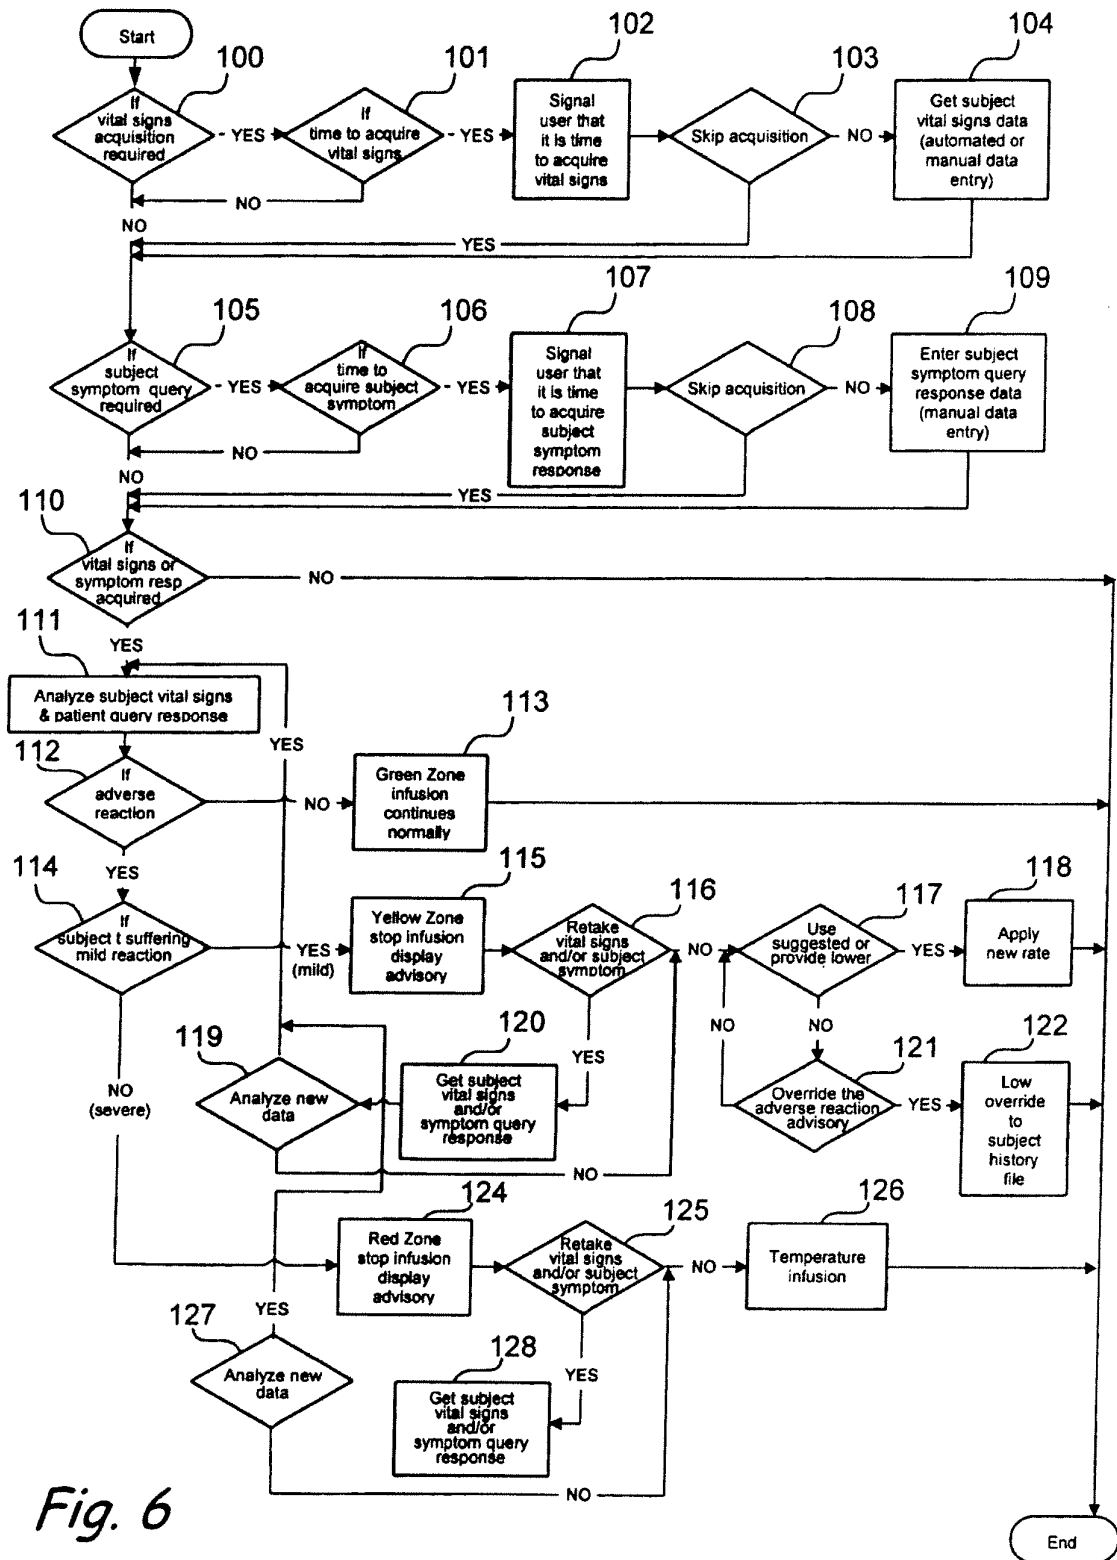 Start
100
101
102
103
104
If
vital signs
acquisition
required
YES
If
time to acquire
vital signs
YES
Signal
user that
it is time
to acquire
vital signs
Skip acquisition
NO
Get subject
vital signs data
(automated or
manual data
entry)
NO
NO
YES
105
106
107
108
109
If
subject
symptom query
required
YES
If
time to
acquire subject
symptom
YES
Signal
user that
it is time
to acquire
subject
symptom
response
Skip acquisition
NO
Enter subject
symptom query
response data
(manual data
entry)
NO
NO
YES
110
If
vital signs or
symptom resp
acquired
NO
YES
111
Analyze subject vital signs
& patient query response
YES
112
If
adverse
reaction
NO
113
Green Zone
infusion
continues
normally
YES
114
If
subject t suffering
mild reaction
YES
(mild)
115
Yellow Zone
stop infusion
display
advisory
116
Retake
vital signs
and/or subject
symptom
NO
117
Use
suggested or
provide lower
YES
118
Apply
new rate
NO
(severe)
119
Analyze new
data
120
Get subject
vital signs
and/or
symptom query
response
YES
NO
NO
NO
121
Override the
adverse reaction
advisory
YES
122
Low
override
to
subject
history
file
124
Red Zone
stop infusion
display
advisory
125
Retake
vital signs
and/or subject
symptom
NO
126
Temperature
infusion
YES
127
Analyze new
data
128
Get subject
vital signs
and/or
symptom query
response
YES
NO
Fig. 6
End